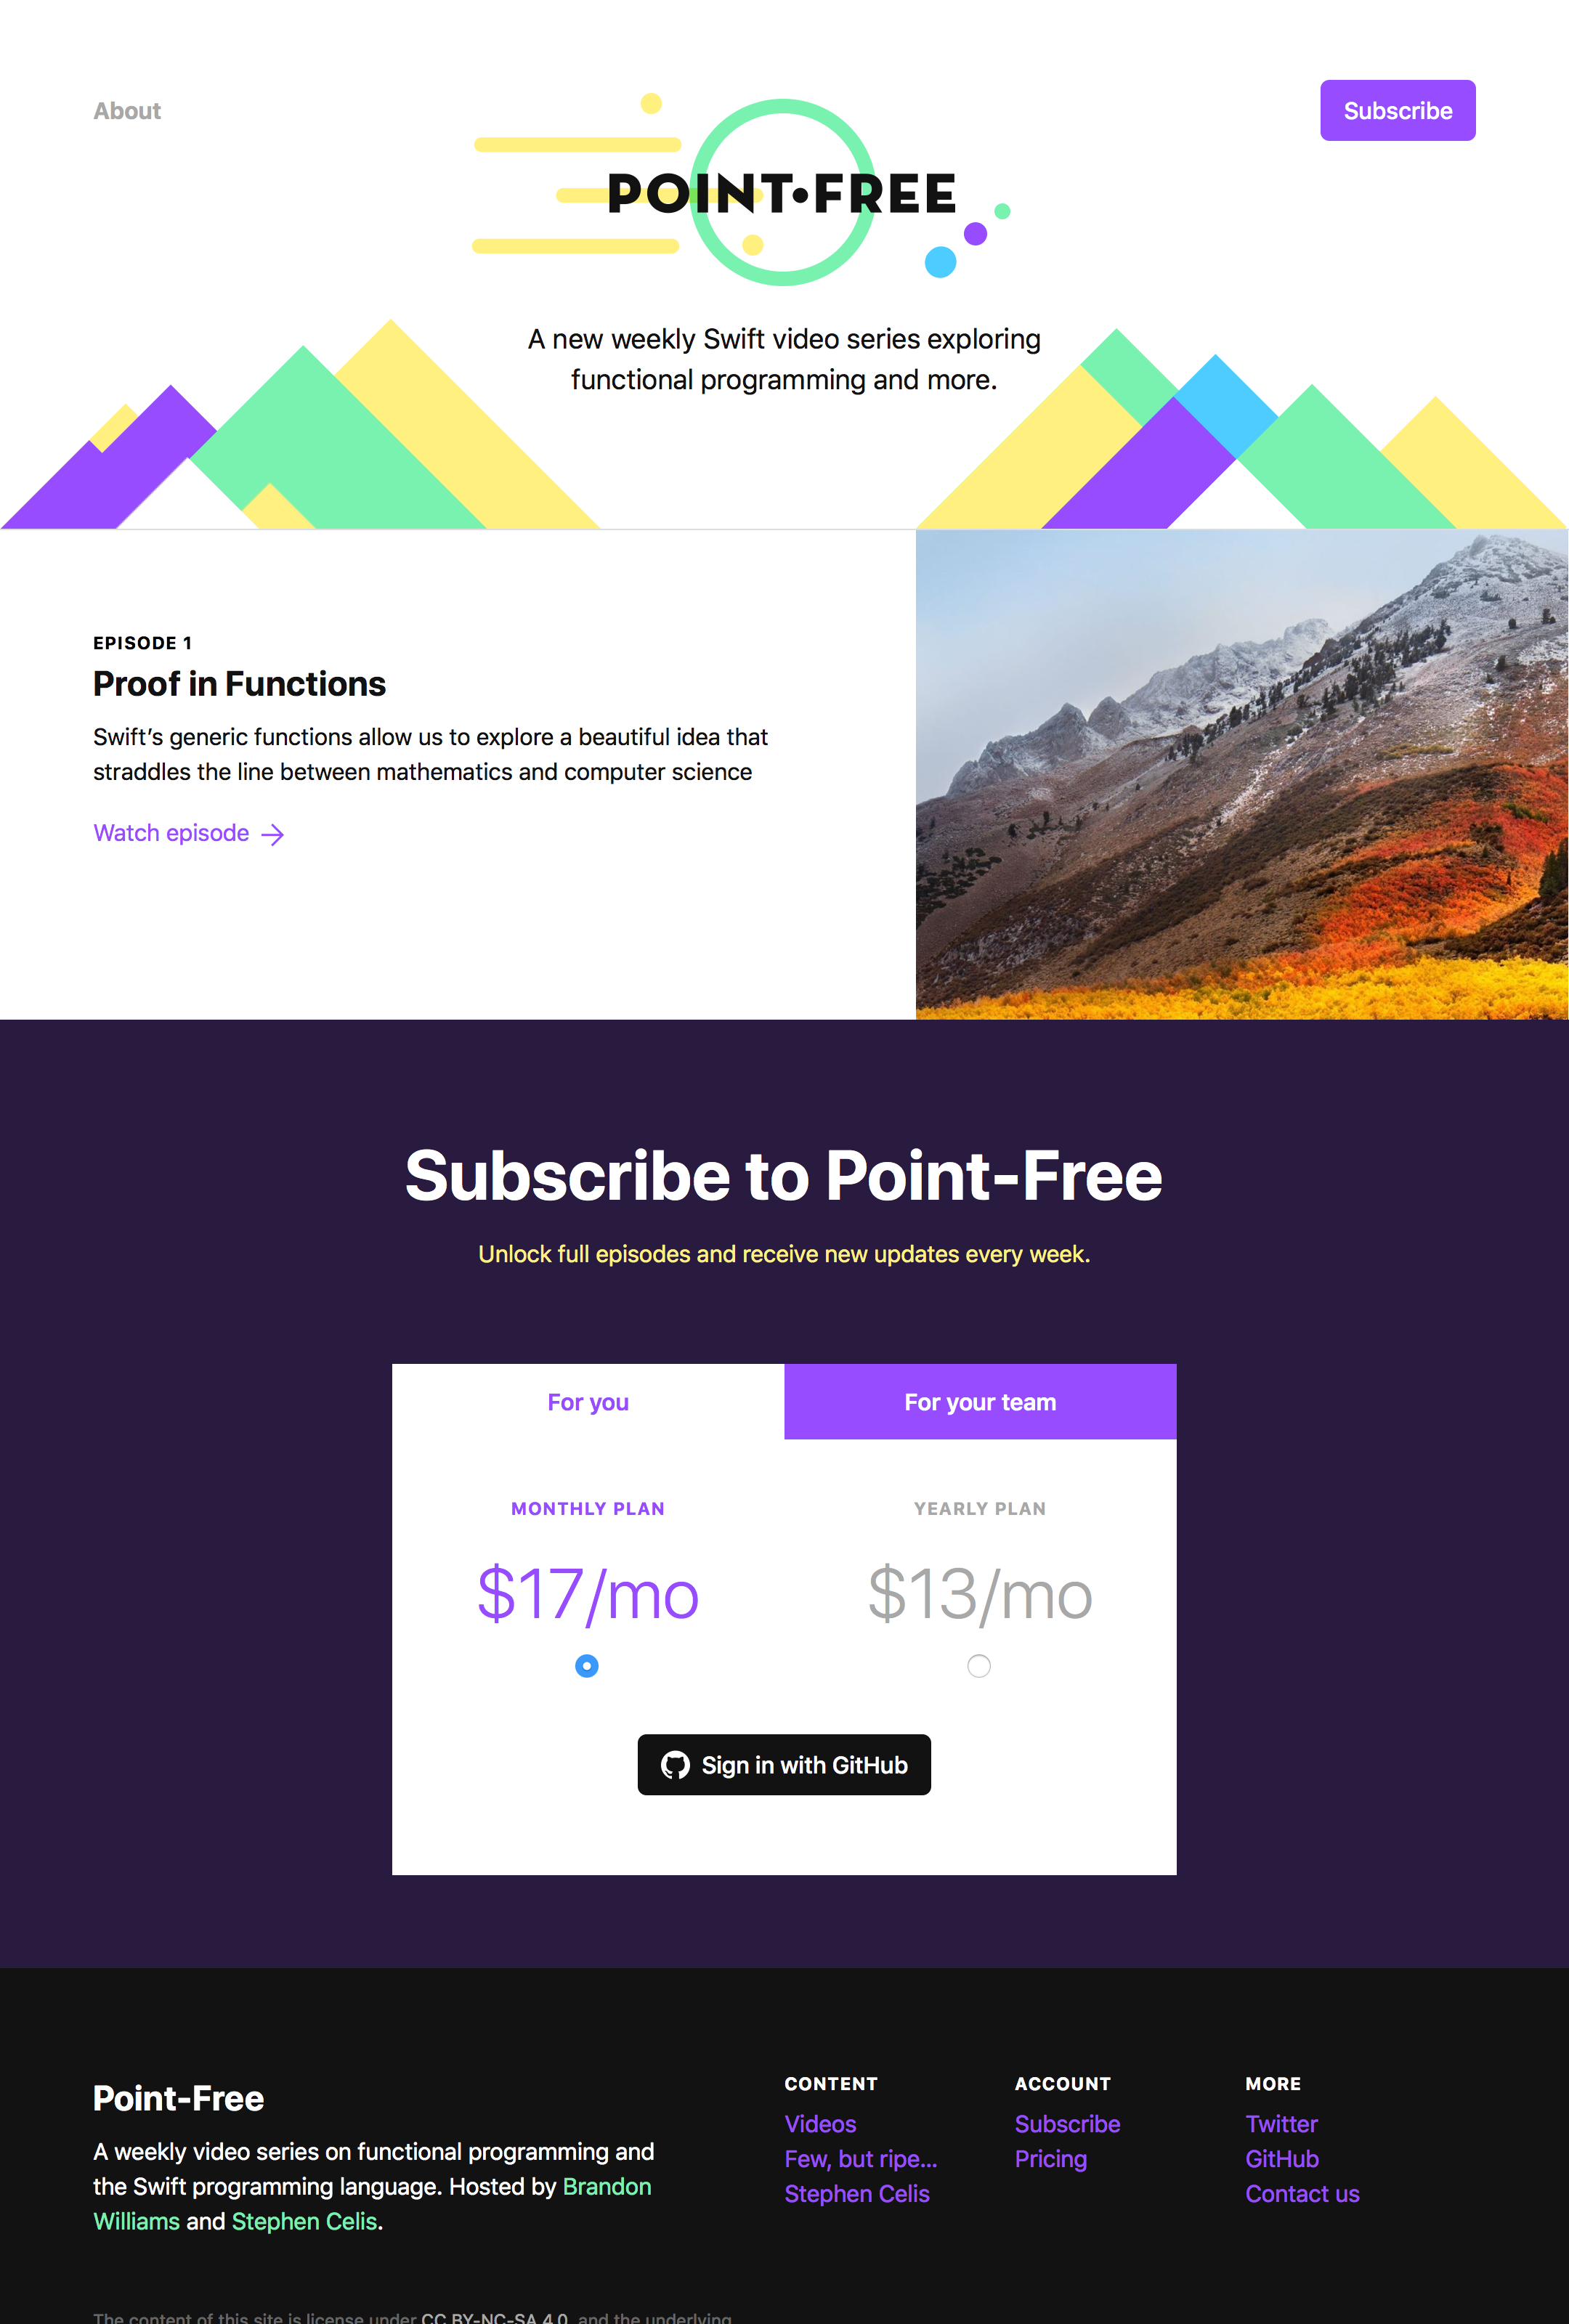 About
Subscribe
POINT•FREE
A new weekly Swift video series exploring
functional programming and more.
EPISODE 1
Proof in Functions
Swift’s generic functions allow us to explore a beautiful idea that
straddles the line between mathematics and computer science
Watch episode →
Subscribe to Point-Free
Unlock full episodes and receive new updates every week.
For you
For your team
MONTHLY PLAN
YEARLY PLAN
$17/mo
$13/mo
Sign in with GitHub
Point-Free
A weekly video series on functional programming and
the Swift programming language. Hosted by Brandon
Williams and Stephen Celis.
CONTENT
Videos
Few, but ripe...
Stephen Celis
ACCOUNT
Subscribe
Pricing
MORE
Twitter
GitHub
Contact us
The content of this site is license under CC BY-NC-SA 4.0, and the underlying